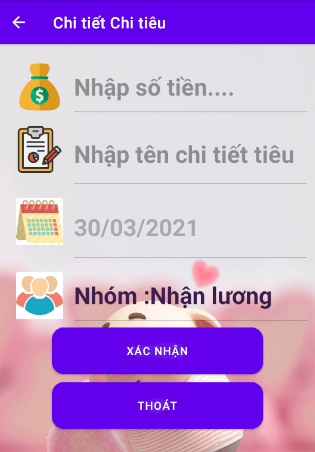 Chi tiết Chi tiêu
Nhập số tiền....
Nhập tên chi tiết tiêu
30/03/2021
Nhóm :Nhận lương
XÁC NHẬN
THOÁT